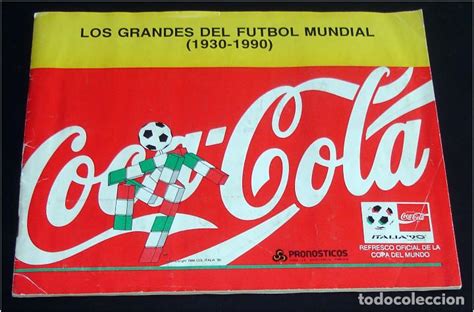 LOS GRANDES DEL FUTBOL MUNDIAL
(1930-1990)
Coca-Cola
Coca-Cola
ITALIA'90
PRONOSTICOS
REFRESCO OFICIAL DE LA
COPA DEL MUNDO
todocoleccion